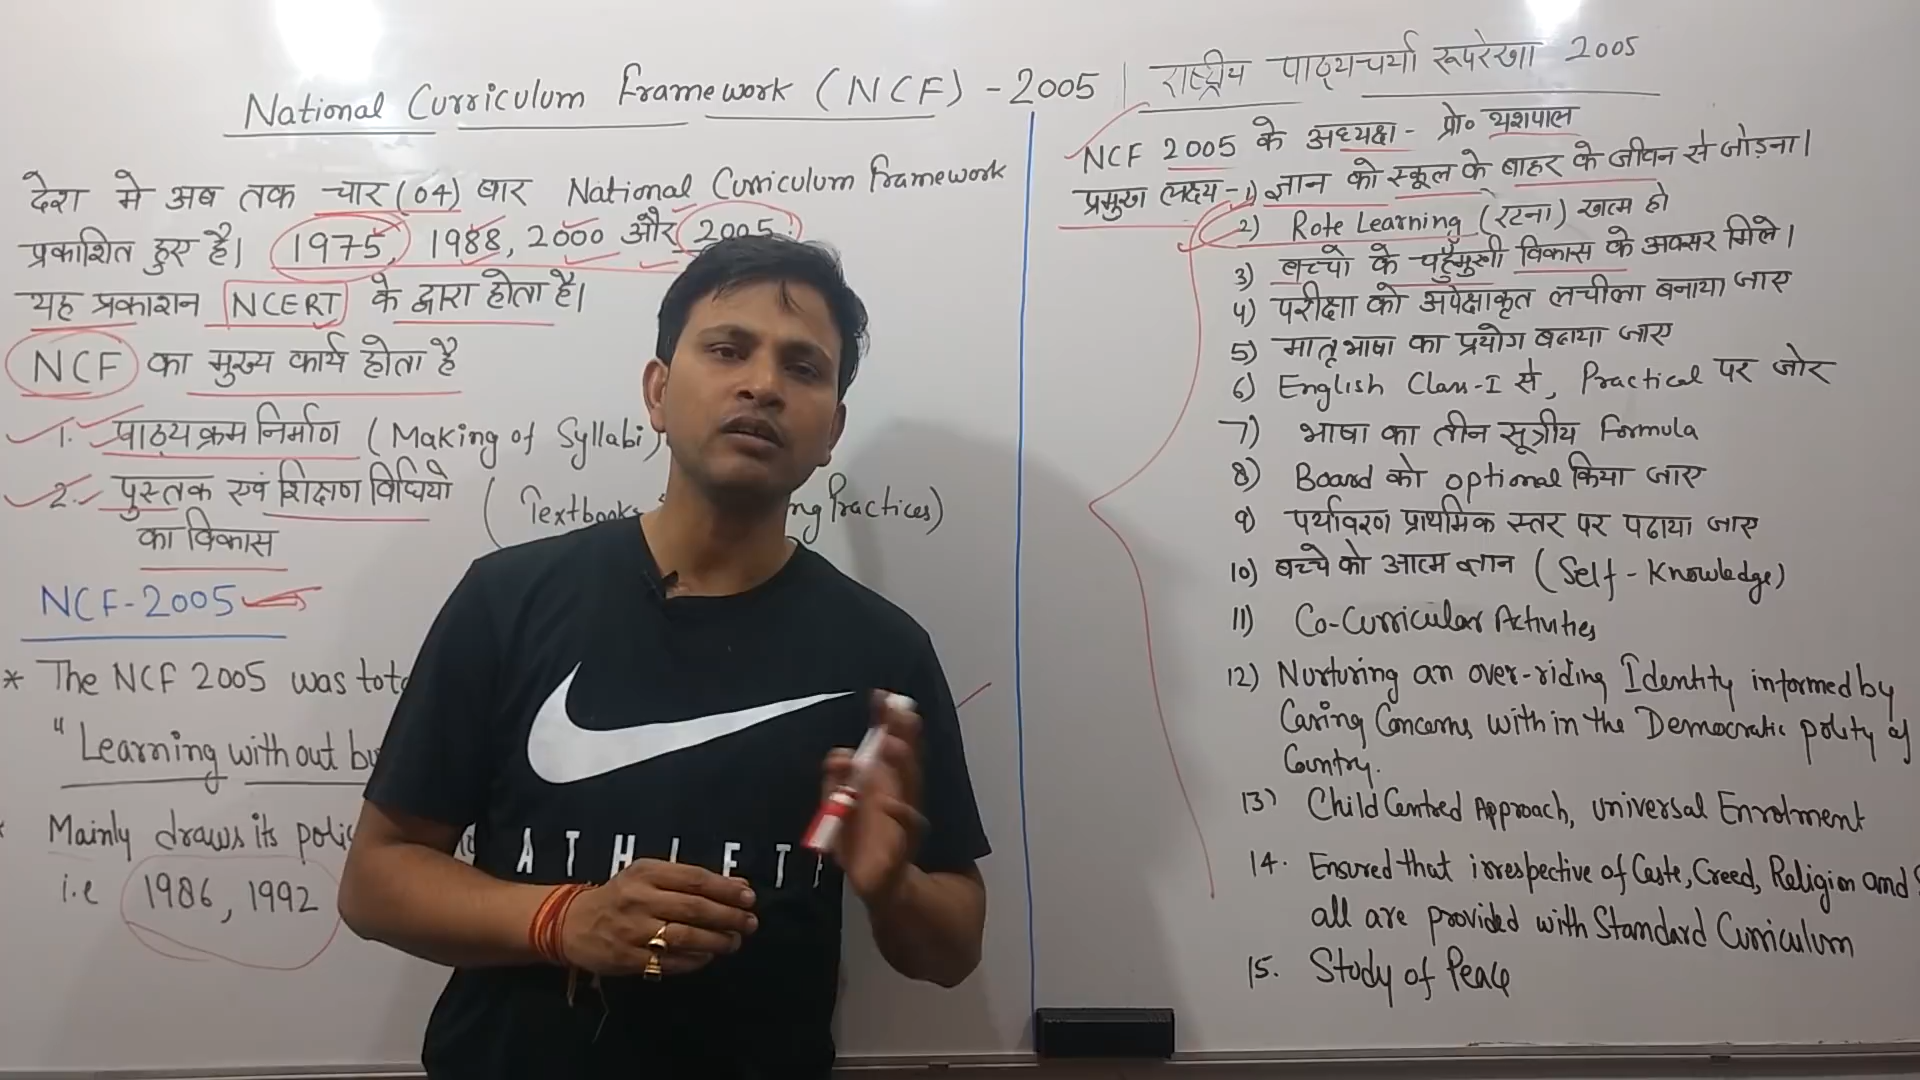 National Curriculum Framework (NCF) - 2005 | राष्ट्रीय पाठ्यचर्या रूपरेखा 2005
देश मे अब तक चार (04) बार National Curriculum Framework
प्रकाशित हुए है। 1975, 1988, 2000 और 2005.
यह प्रकाशन NCERT के द्वारा होता है।
NCF का मुख्य कार्य होता है
1. पाठ्यक्रम निर्माण (Making of Syllabi)
2. पुस्तक एवं शिक्षण विधियो (Textbooks Practices)
का विकास
NCF-2005
* The NCF 2005 was
"Learning without
Mainly draws its
i.e 1986, 1992
NCF 2005 के अध्यक्ष - प्रो॰ यशपाल
प्रमुख लक्ष्य - 1) ज्ञान को स्कूल के बाहर के जीवन से जोड़ना।
2) Rote Learning (रटना) खत्म हो
3) बच्चो के चहुँमुखी विकास के अवसर मिले।
4) परीक्षा को अपेक्षाकृत लचीला बनाया जाए
5) मातृभाषा का प्रयोग बढाया जाए
6) English Class-I से, Practical पर जोर
7) भाषा का तीन सूत्रीय Formula
8) Board को optional किया जाए
9) पर्यावरण प्राथमिक स्तर पर पढाया जाए
10) बच्चे को आत्म ज्ञान (Self-Knowledge)
11) Co-Curricular Activities
12) Nurturing an over-riding Identity informed by
Caring Concerns within the Democratic polity of
Country.
13) Child Centred Approach, universal Enrolment
14. Ensured that irrespective of Caste, Creed, Religion and
all are provided with Standard Curriculum
15. Study of Peace
ATHLETE